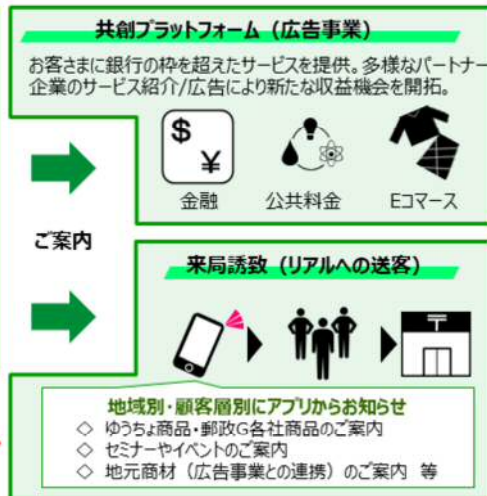 共創プラットフォーム（広告事業）
お客さまに銀行の枠を超えたサービスを提供。多様なパートナー
企業のサービス紹介/広告により新たな収益機会を開拓。
$
¥
金融
公共料金
Eコマース
ご案内
来局誘致（リアルへの送客）
〒
地域別・顧客層別にアプリからお知らせ
◇ ゆうちょ商品・郵政G各社商品のご案内
◇ セミナーやイベントのご案内
◇ 地元商材（広告事業との連携）のご案内 等